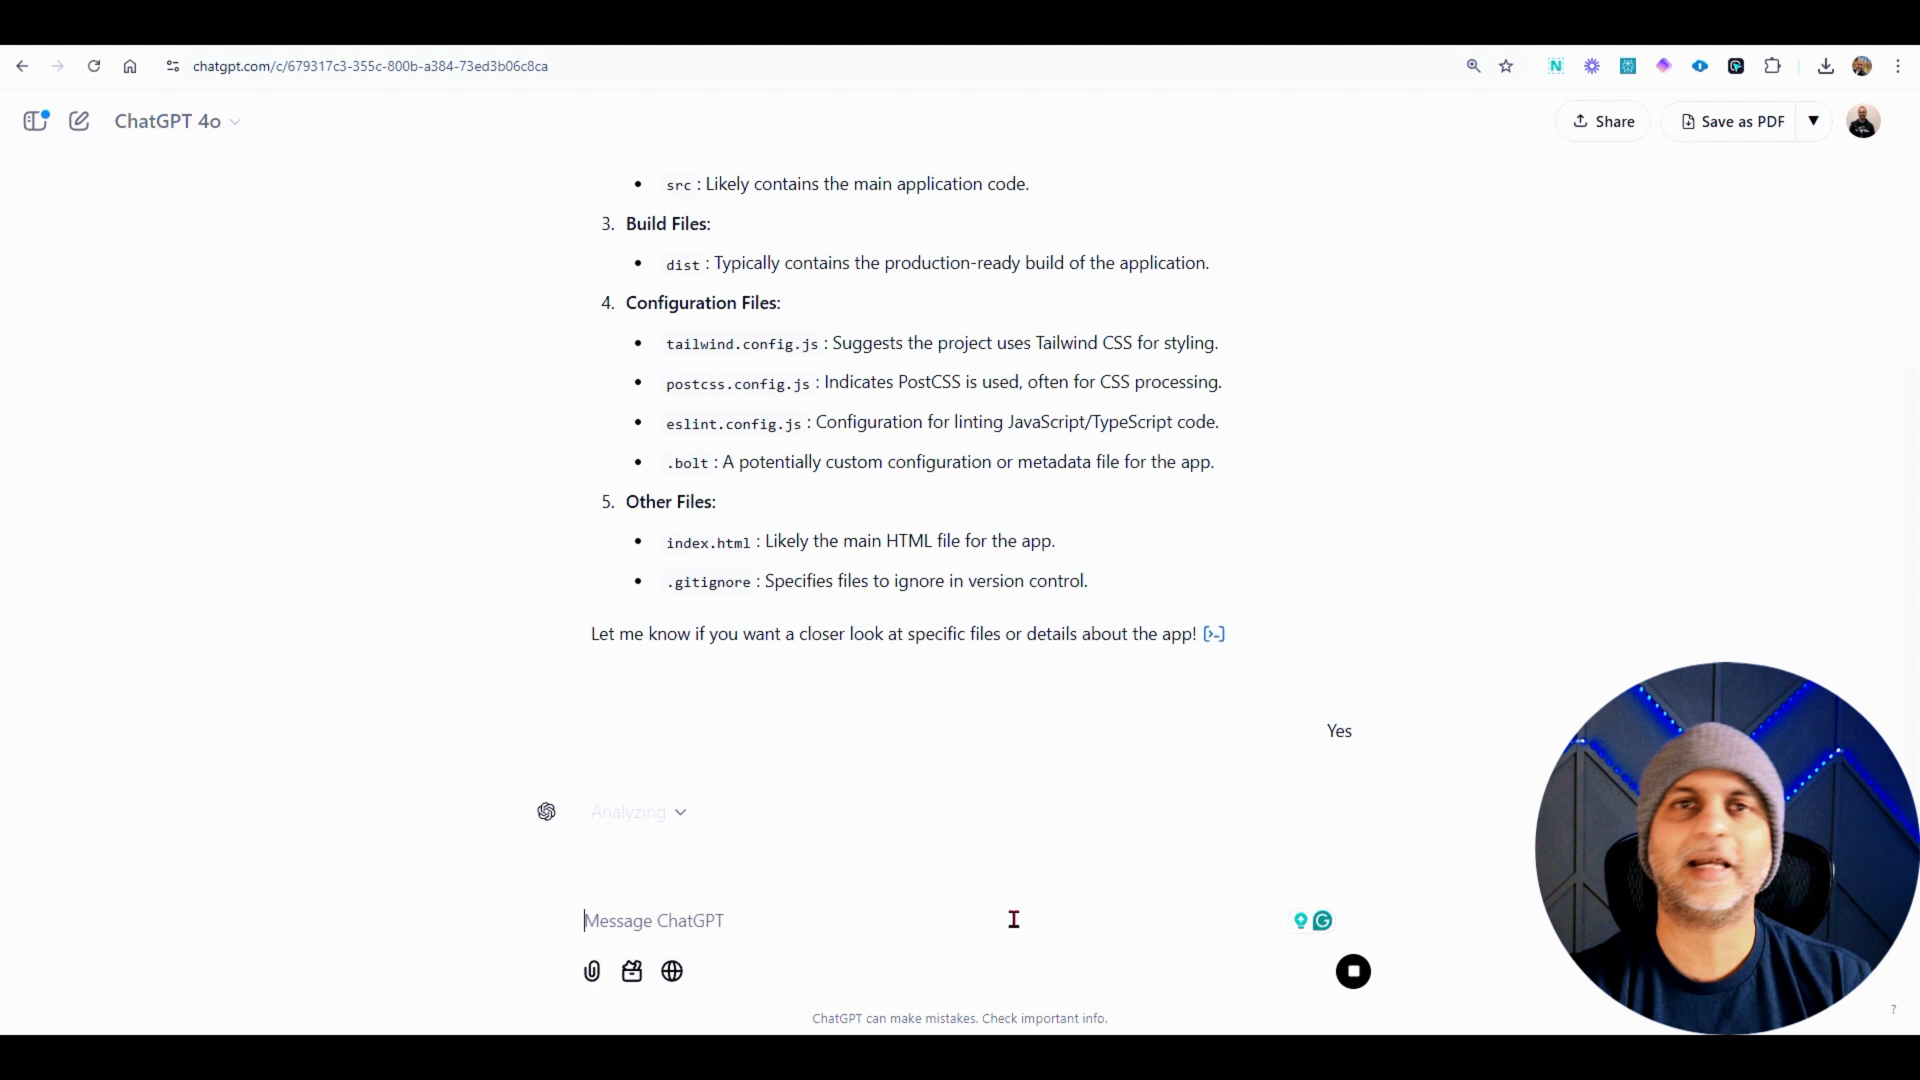 chatgpt.com/c/679317c3-355c-800b-a384-73ed3b06c8ca
ChatGPT 4o
Share
Save as PDF
• src : Likely contains the main application code.
3. Build Files:
• dist : Typically contains the production-ready build of the application.
4. Configuration Files:
• tailwind.config.js : Suggests the project uses Tailwind CSS for styling.
• postcss.config.js : Indicates PostCSS is used, often for CSS processing.
• eslint.config.js : Configuration for linting JavaScript/TypeScript code.
• .bolt : A potentially custom configuration or metadata file for the app.
5. Other Files:
• index.html : Likely the main HTML file for the app.
• .gitignore : Specifies files to ignore in version control.
Let me know if you want a closer look at specific files or details about the app! [>-]
Yes
Analyzing
Message ChatGPT
ChatGPT can make mistakes. Check important info.
?